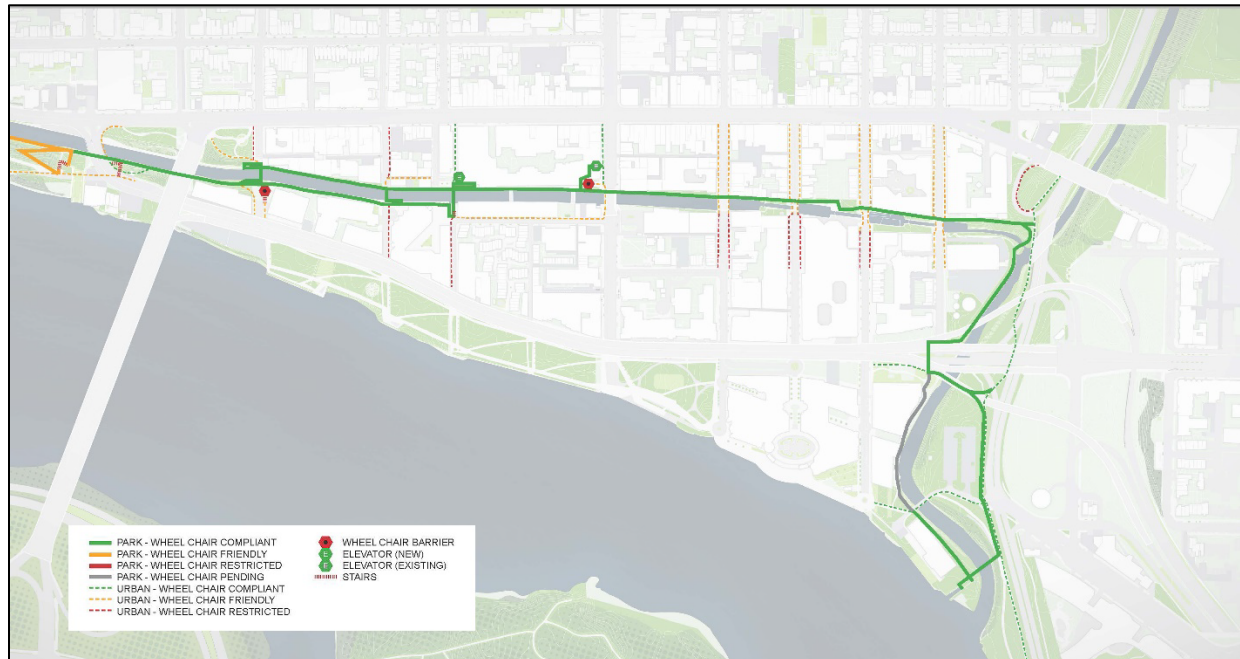 PARK - WHEEL CHAIR COMPLIANT
PARK - WHEEL CHAIR FRIENDLY
PARK - WHEEL CHAIR RESTRICTED
PARK - WHEEL CHAIR PENDING
URBAN - WHEEL CHAIR COMPLIANT
URBAN - WHEEL CHAIR FRIENDLY
URBAN - WHEEL CHAIR RESTRICTED
WHEEL CHAIR BARRIER
E ELEVATOR (NEW)
E ELEVATOR (EXISTING)
STAIRS